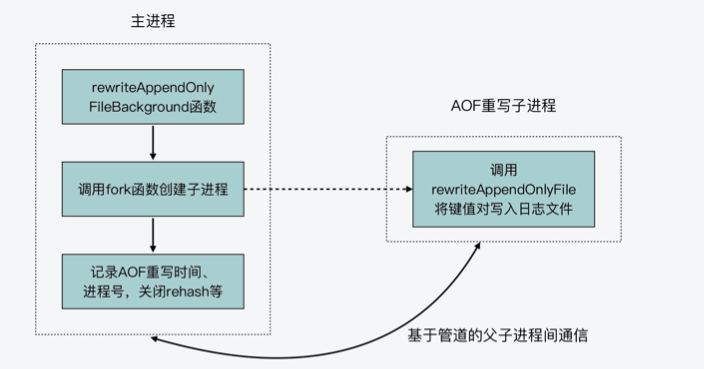 主进程
rewriteAppendOnly
FileBackground函数
调用fork函数创建子进程
记录AOF重写时间、
进程号，关闭rehash等
AOF重写子进程
调用
rewriteAppendOnlyFile
将键值对写入日志文件
基于管道的父子进程间通信